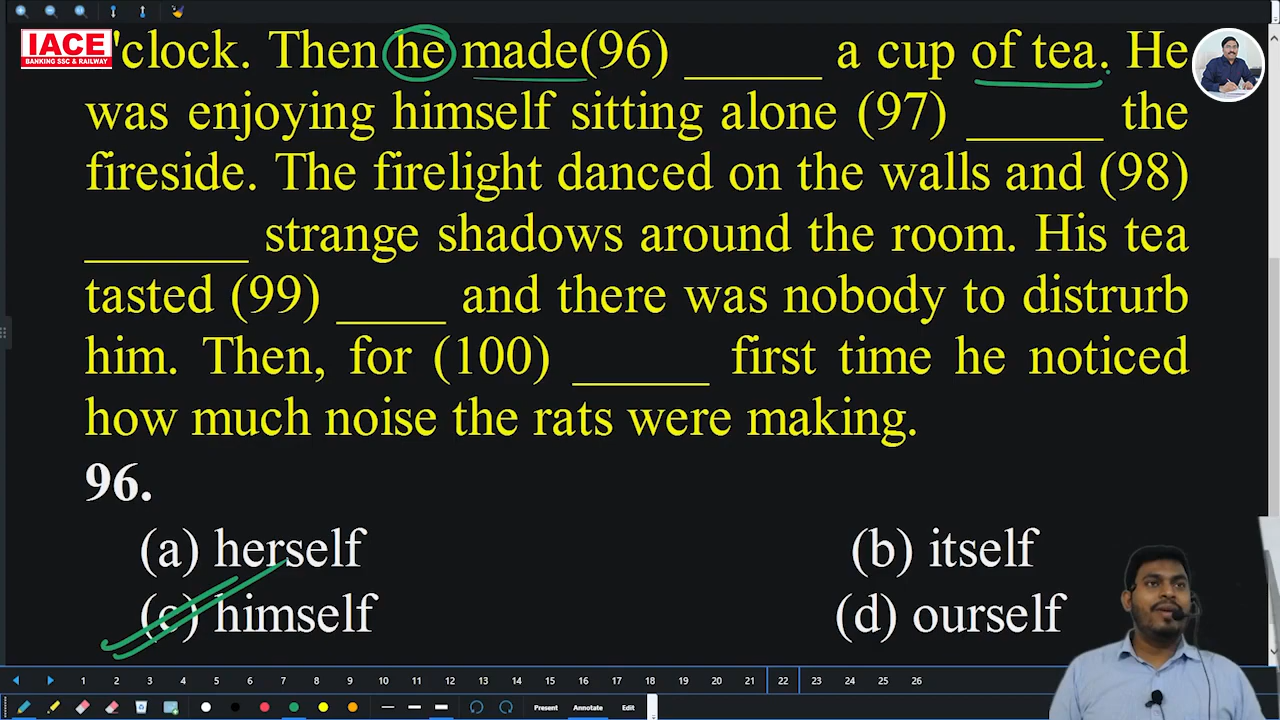 IACE
BANKING SSC & RAILWAY
'clock. Then he made(96) ______ a cup of tea. He
was enjoying himself sitting alone (97) ______ the
fireside. The firelight danced on the walls and (98)
_______ strange shadows around the room. His tea
tasted (99) _____ and there was nobody to distrurb
him. Then, for (100) ______ first time he noticed
how much noise the rats were making.
96.
(a) herself (b) itself
(c) himself (d) ourself
1 2 3 4 5 6 7 8 9 10 11 12 13 14 15 16 17 18 19 20 21 22 23 24 25 26
Present Annotate Edit